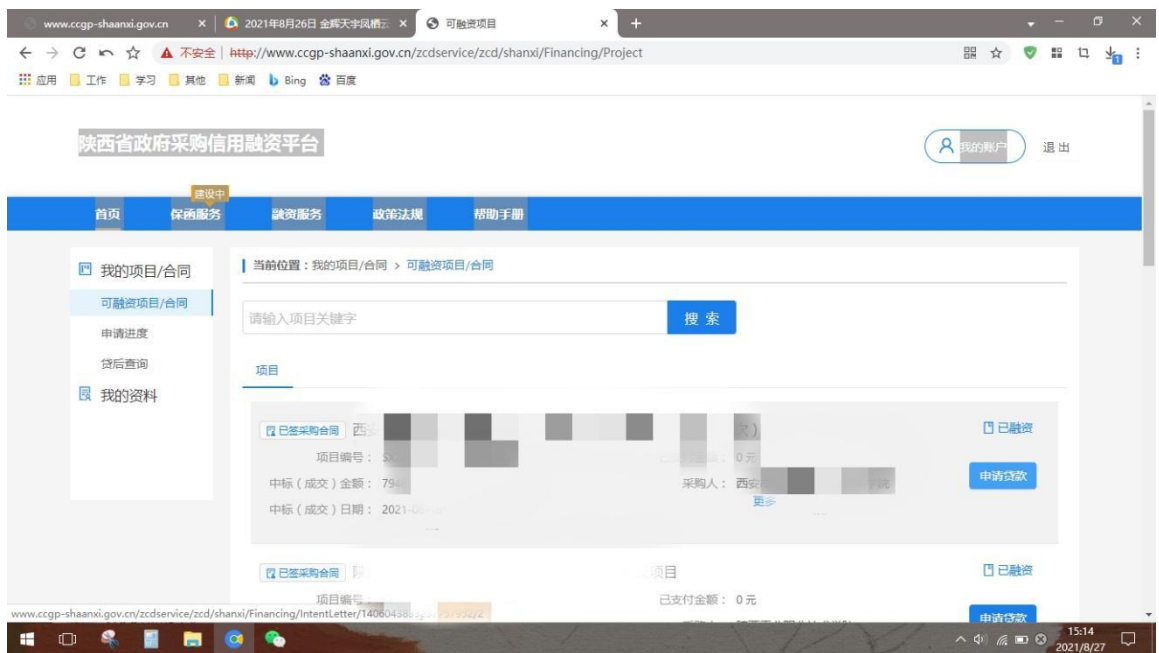 www.ccgp-shaanxi.gov.cn
2021年8月26日 金辉天宇凤栖云
可融资项目
不安全 | http://www.ccgp-shaanxi.gov.cn/zcdservice/zcd/shanxi/Financing/Project
应用 工作 学习 其他 新闻 Bing 百度
陕西省政府采购信用融资平台
我的账户 退出
建设中
首页 保函服务 融资服务 政策法规 帮助手册
我的项目/合同
可融资项目/合同
申请进度
贷后查询
我的资料
当前位置：我的项目/合同 > 可融资项目/合同
请输入项目关键字
搜 索
项目
已签采购合同 西 次) 已融资
项目编号： 0 元
中标（成交）金额： 794 采购人： 西安 学院 申请贷款
更多
中标（成交）日期： 2021-0
已签采购合同 项目 已融资
项目编号 已支付金额： 0 元
申请贷款
www.ccgp-shaanxi.gov.cn/zcdservice/zcd/shanxi/Financing/IntentLetter/
15:14
2021/8/27